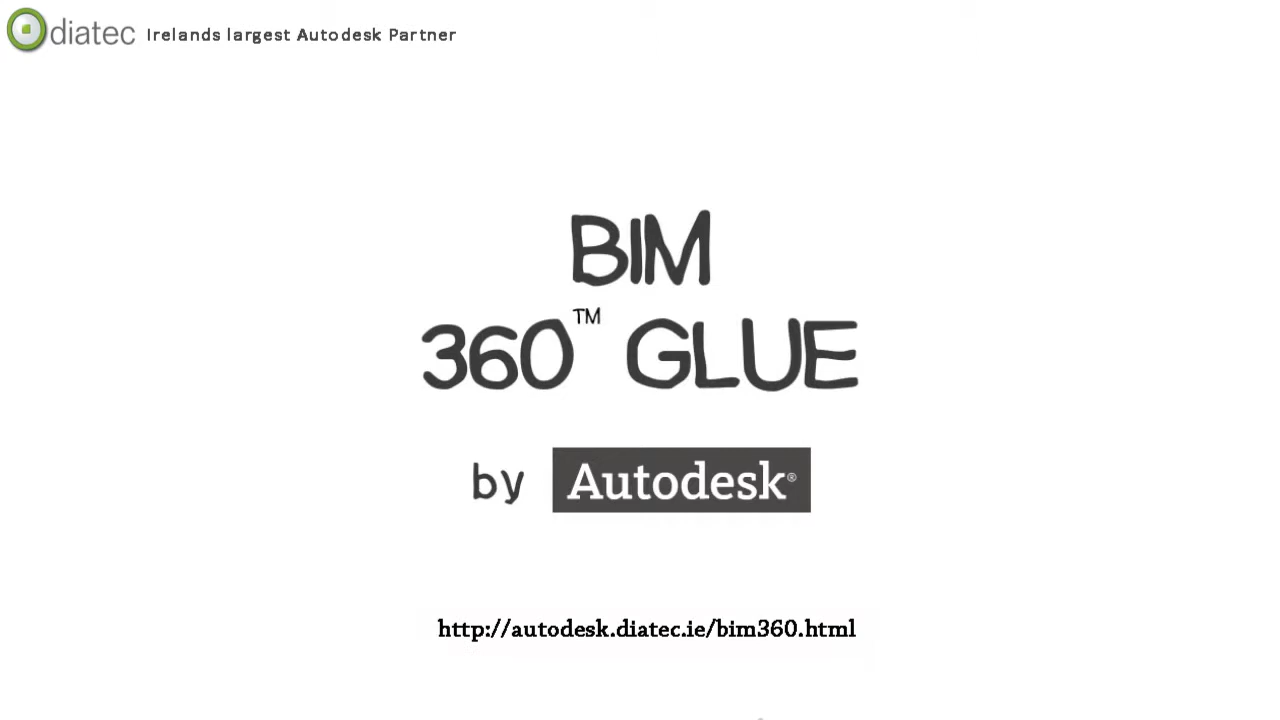 diatec Irelands largest Autodesk Partner
BIM
360™ GLUE
by Autodesk®
http://autodesk.diatec.ie/bim360.html